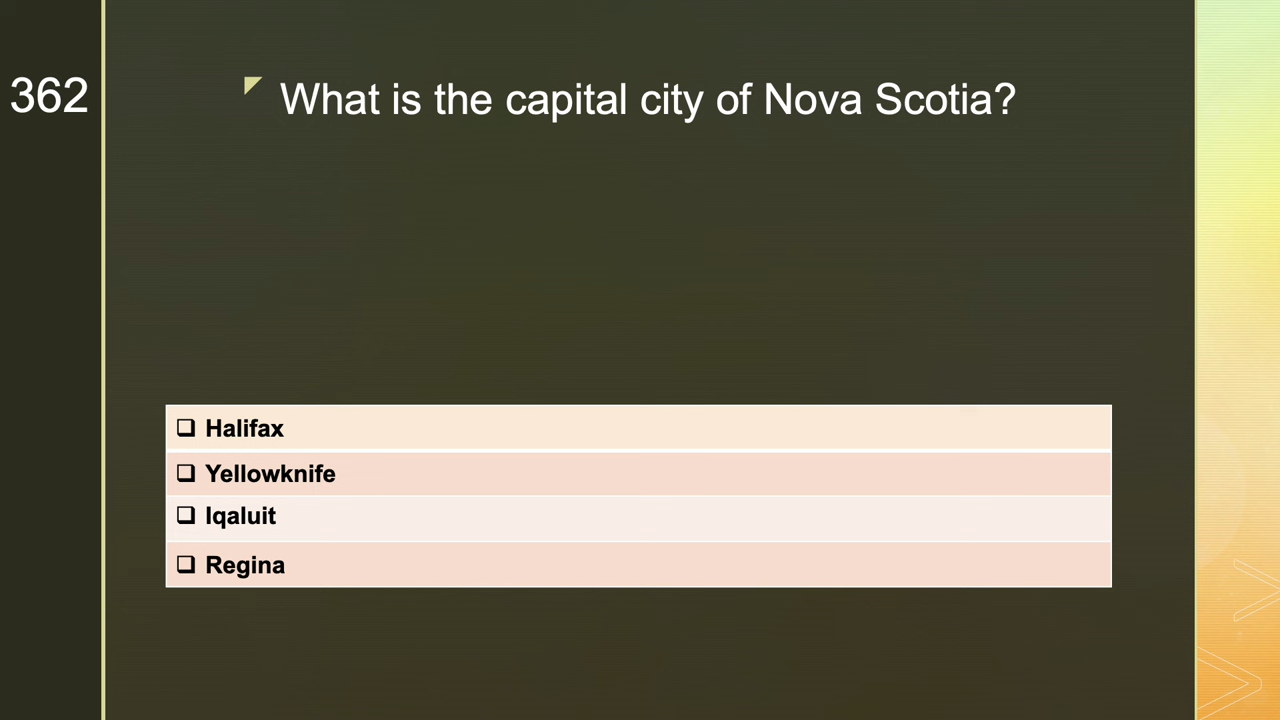 362
What is the capital city of Nova Scotia?
Halifax
Yellowknife
Iqaluit
Regina